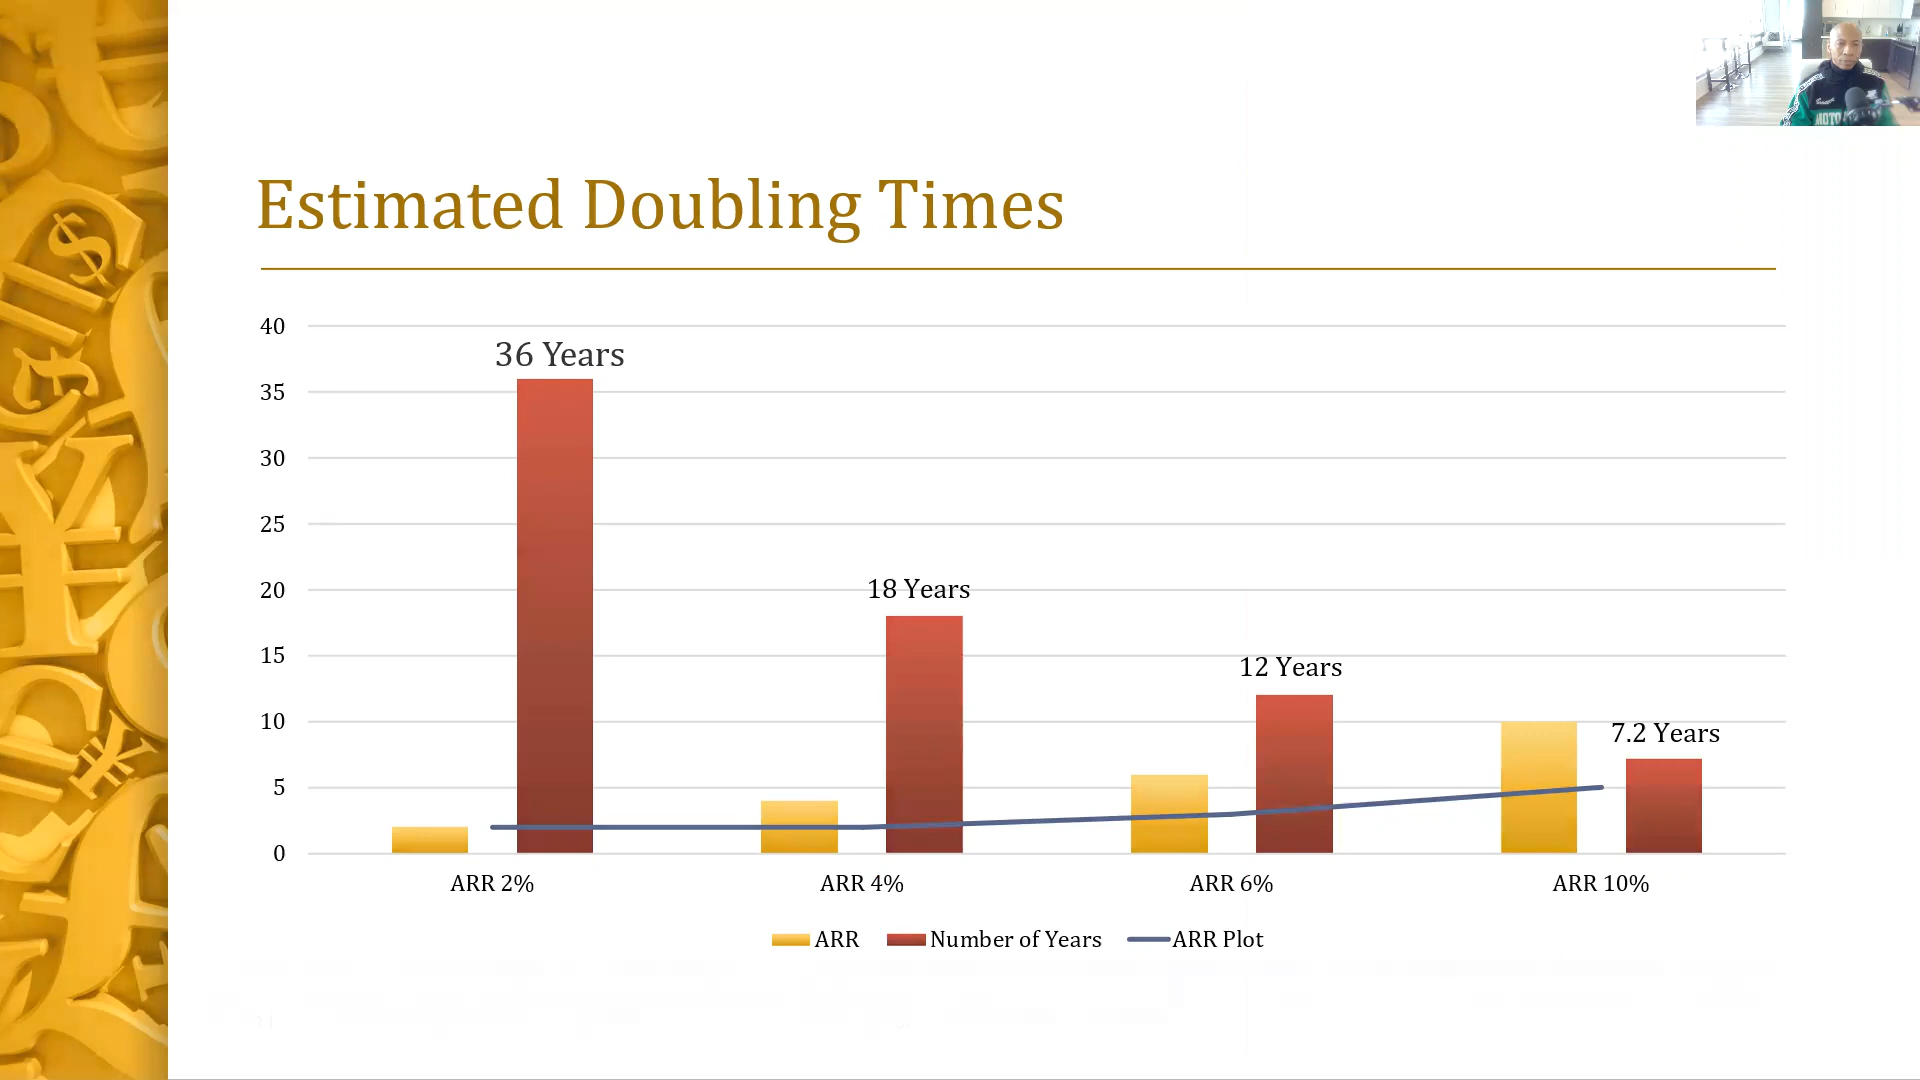 Estimated Doubling Times
40
35
30
25
20
15
10
5
0
36 Years
18 Years
12 Years
7.2 Years
ARR 2%
ARR 4%
ARR 6%
ARR 10%
ARR
Number of Years
ARR Plot